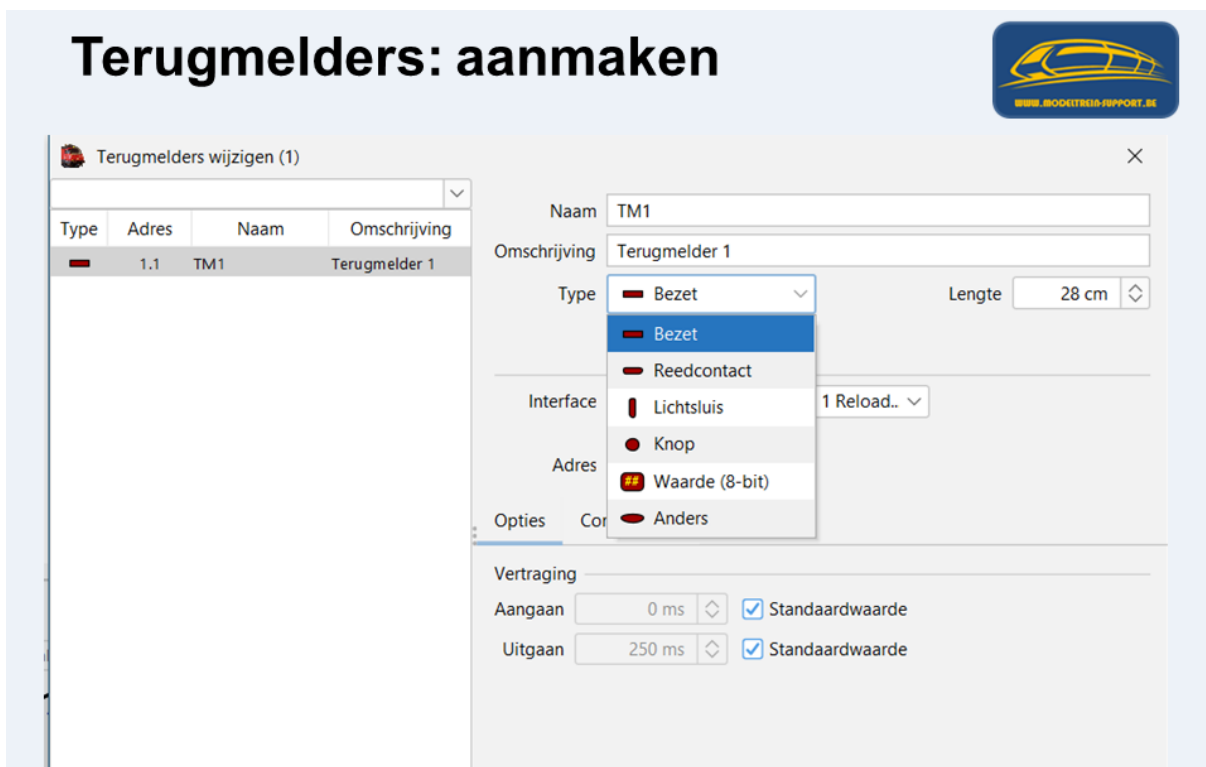 Terugmelders: aanmaken
WWW.MODELTREIN-SUPPORT.BE
Terugmelders wijzigen (1)
Type Adres Naam Omschrijving
1.1 TM1 Terugmelder 1
Naam TM1
Omschrijving Terugmelder 1
Type Bezet Lengte 28 cm
Bezet
Reedcontact
Interface 1 Reload..
Lichtsluis
Knop
Adres
## Waarde (8-bit)
Anders
Opties
Vertraging
Aangaan 0 ms Standaardwaarde
Uitgaan 250 ms Standaardwaarde